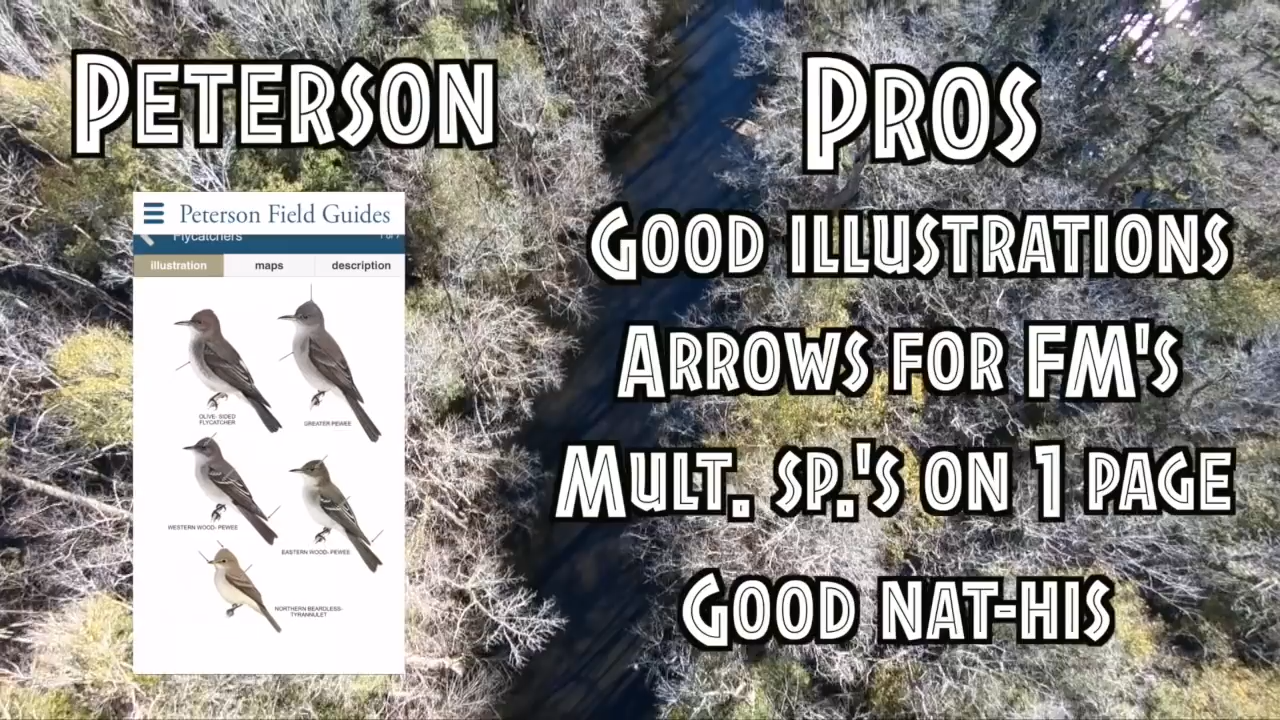 Peterson
Pros
Peterson Field Guides
Flycatchers
illustration maps description
OLIVE- SIDED
FLYCATCHER
GREATER PEWEE
WESTERN WOOD- PEWEE
EASTERN WOOD- PEWEE
NORTHERN BEARDLESS-
TYRANNULET
Good illustrations
Arrows for FM's
Mult. sp.'s on 1 page
Good nat-his